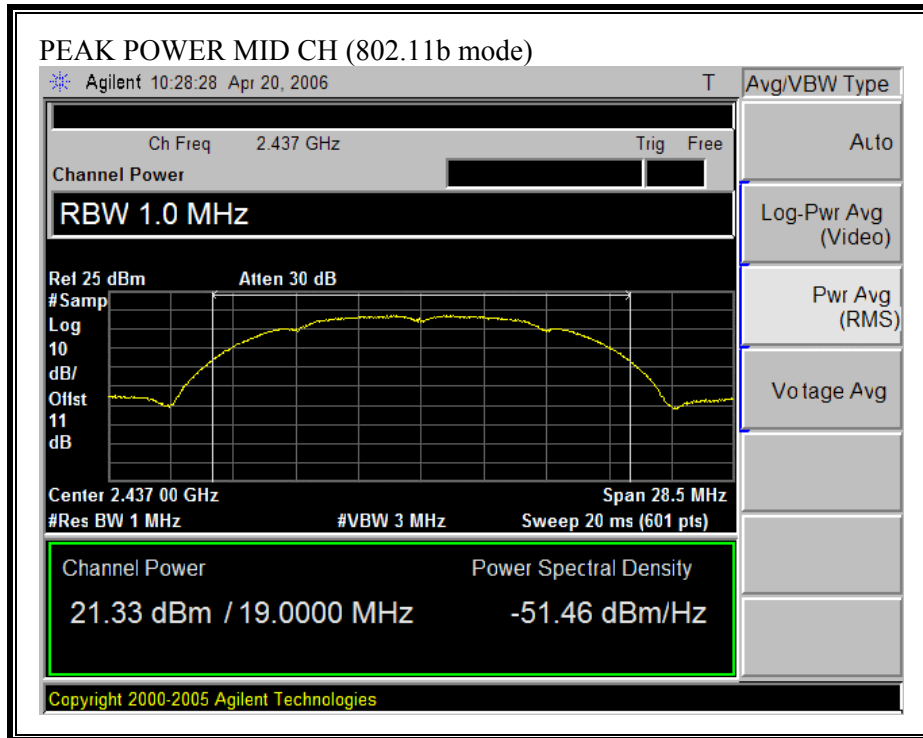 PEAK POWER MID CH (802.11b mode)
Agilent 10:28:28 Apr 20, 2006 T
Avg/VBW Type
Ch Freq 2.437 GHz Trig Free
Channel Power
RBW 1.0 MHz
Ref 25 dBm Atten 30 dB
#Samp
Log
10
dB/
Offst
11
dB
Center 2.437 00 GHz Span 28.5 MHz
#Res BW 1 MHz #VBW 3 MHz Sweep 20 ms (601 pts)
Channel Power Power Spectral Density
21.33 dBm / 19.0000 MHz -51.46 dBm/Hz
Copyright 2000-2005 Agilent Technologies
Auto
Log-Pwr Avg
(Video)
Pwr Avg
(RMS)
Voltage Avg